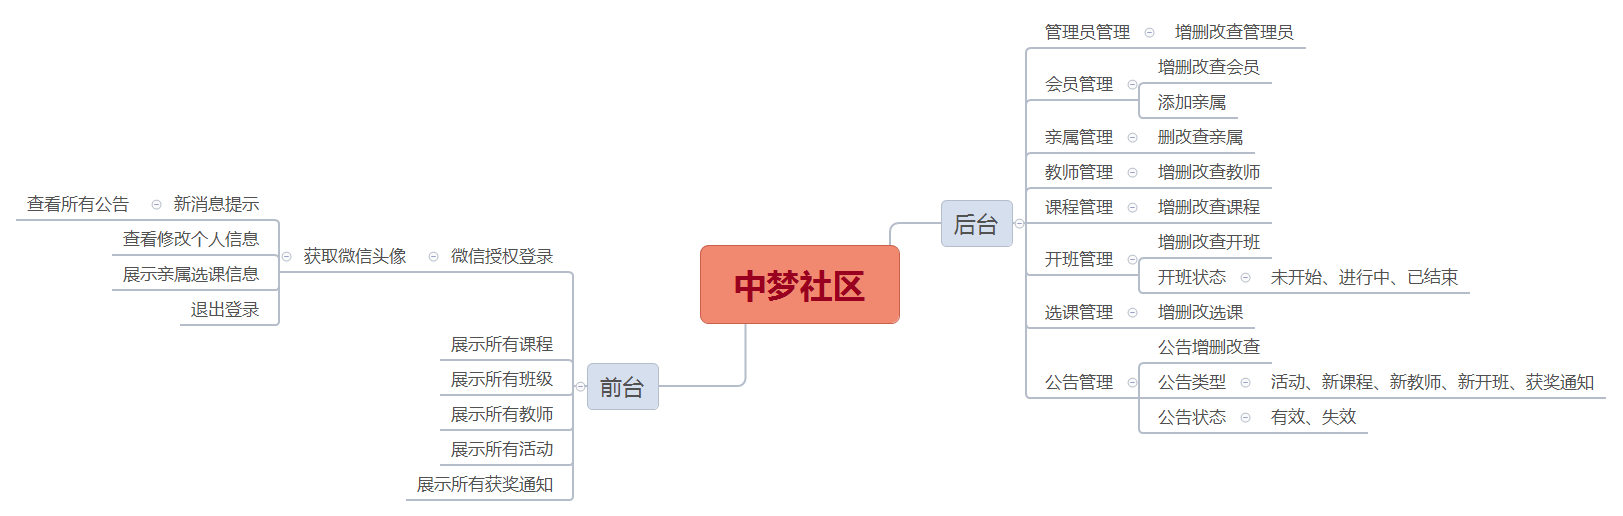 中梦社区
后台
管理员管理
增删改查管理员
会员管理
增删改查会员
添加亲属
亲属管理
删改查亲属
教师管理
增删改查教师
课程管理
增删改查课程
开班管理
增删改查开班
开班状态
未开始、进行中、已结束
选课管理
增删改选课
公告管理
公告增删改查
公告类型
活动、新课程、新教师、新开班、获奖通知
公告状态
有效、失效
前台
微信授权登录
获取微信头像
新消息提示
查看所有公告
查看修改个人信息
展示亲属选课信息
退出登录
展示所有课程
展示所有班级
展示所有教师
展示所有活动
展示所有获奖通知